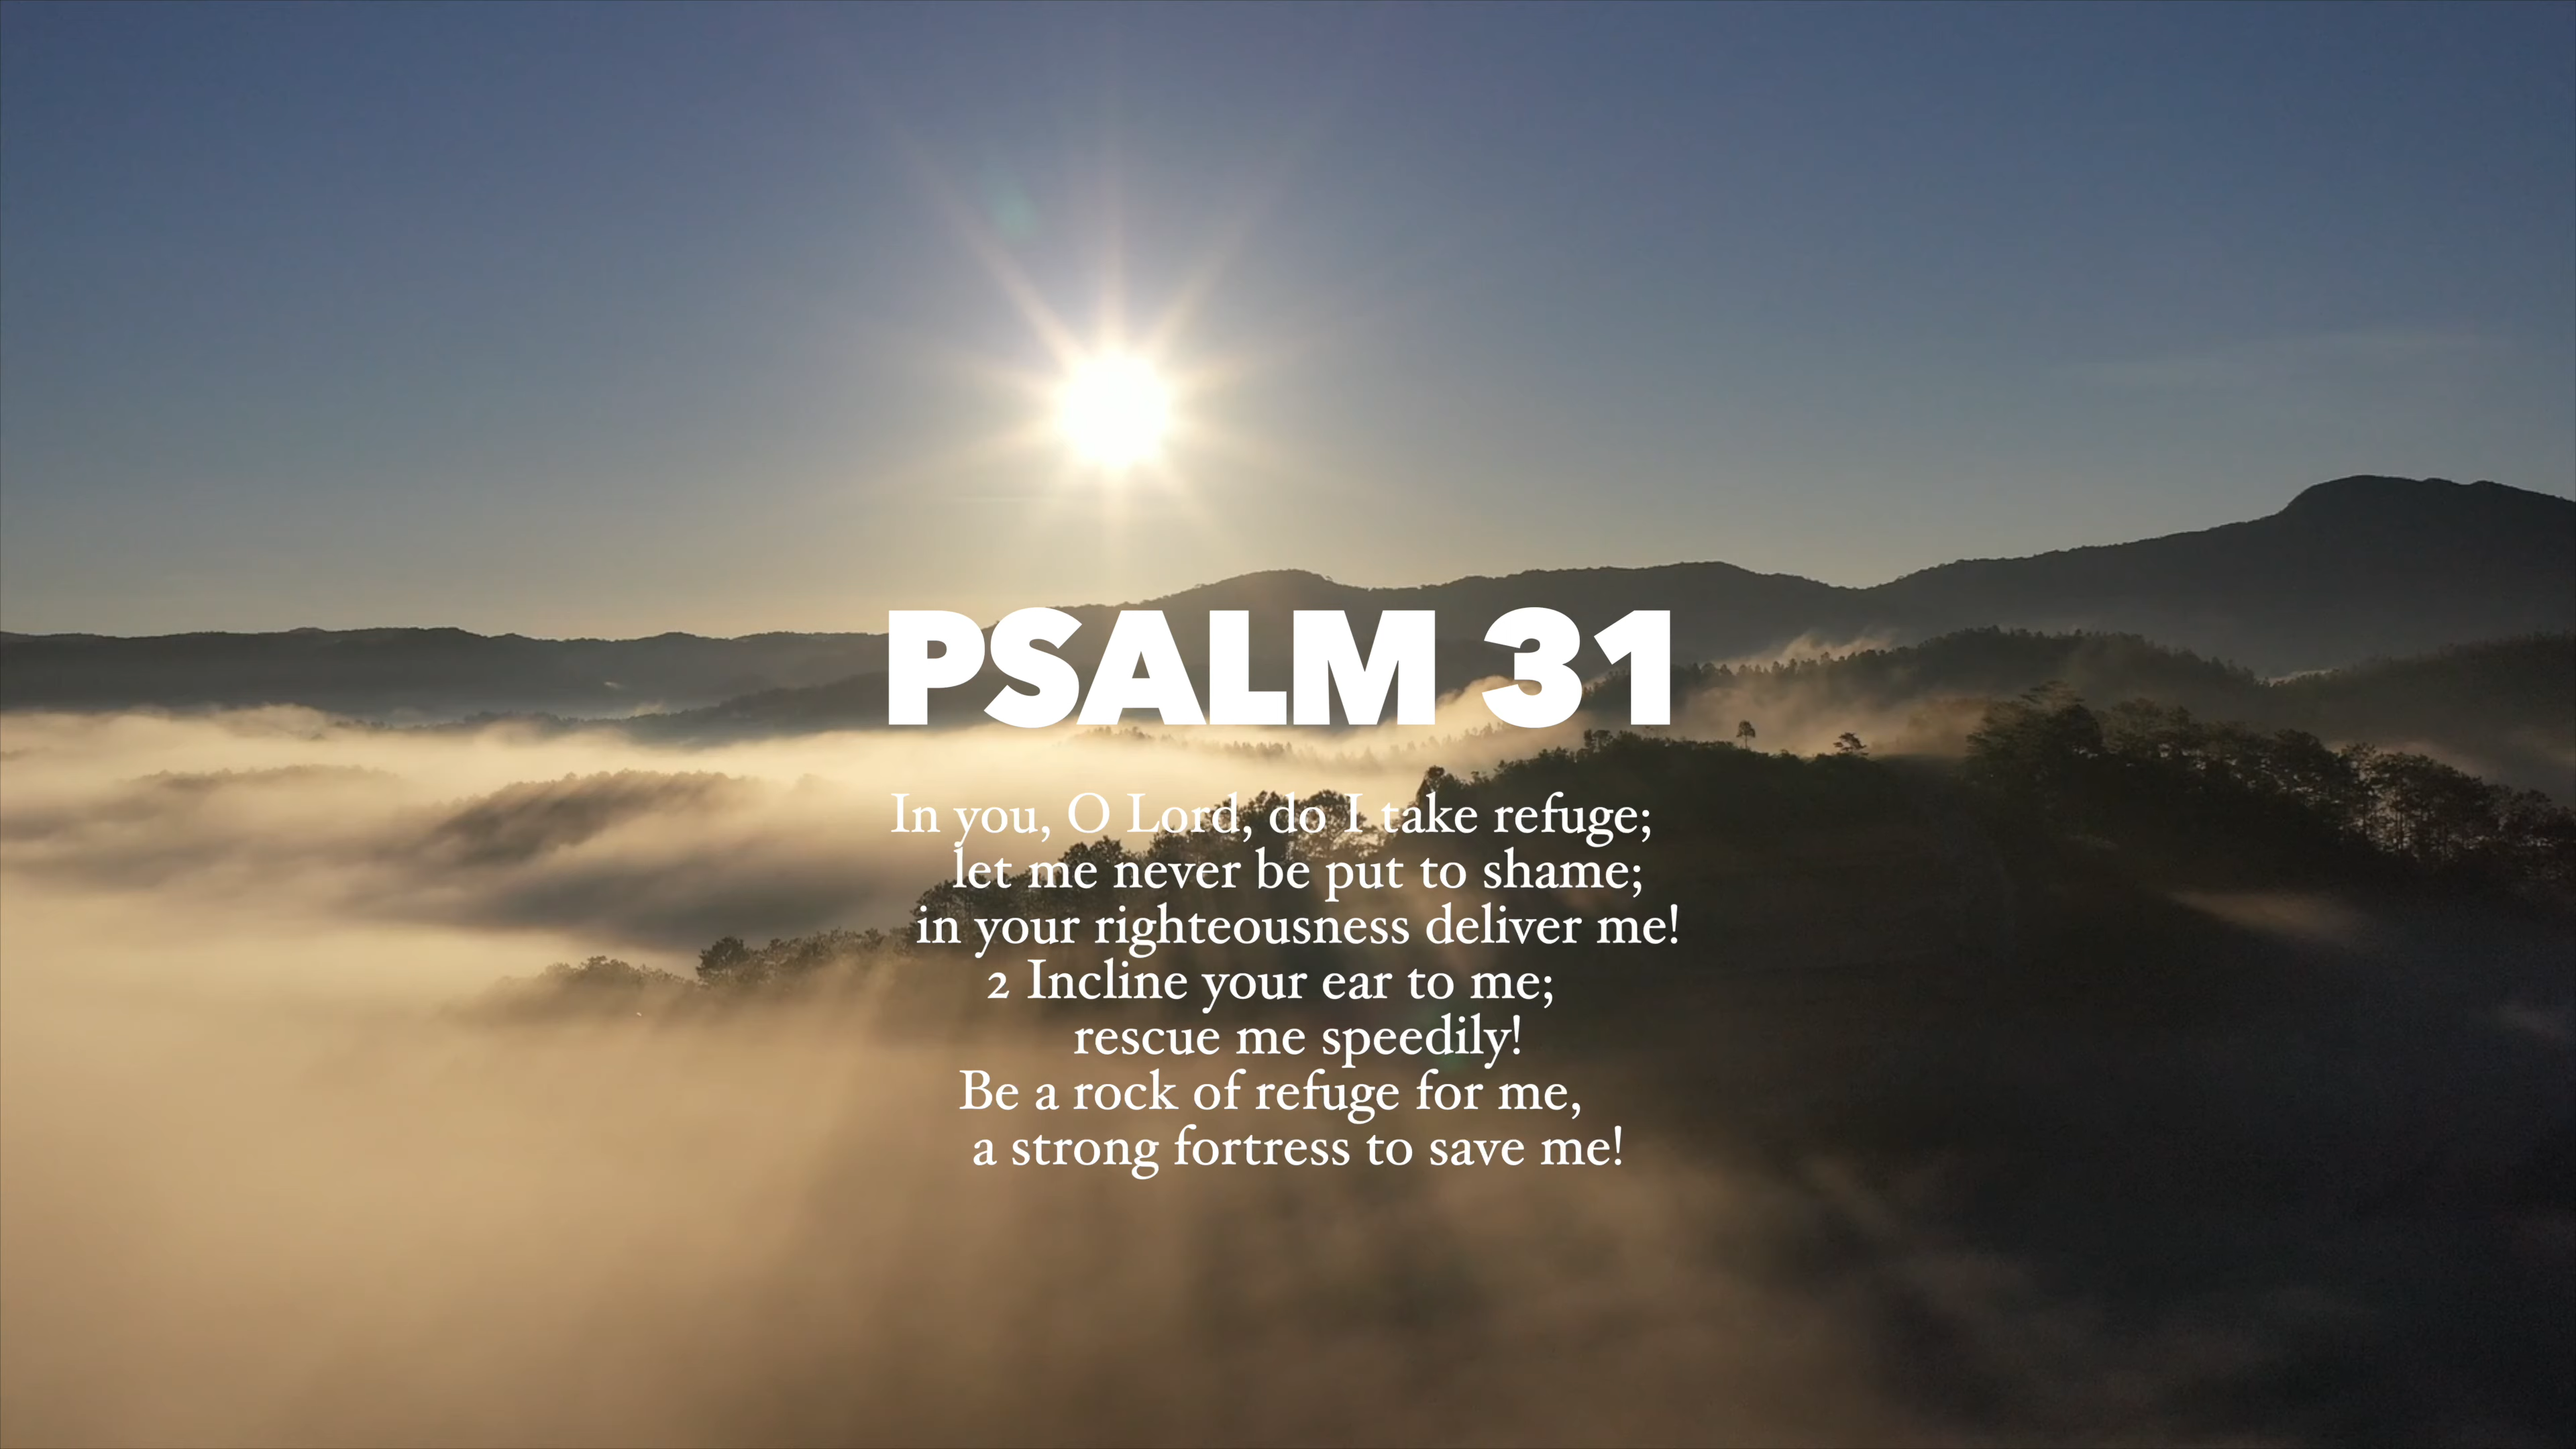 PSALM 31
In you, O Lord, do I take refuge;
let me never be put to shame;
in your righteousness deliver me!
2 Incline your ear to me;
rescue me speedily!
Be a rock of refuge for me,
a strong fortress to save me!